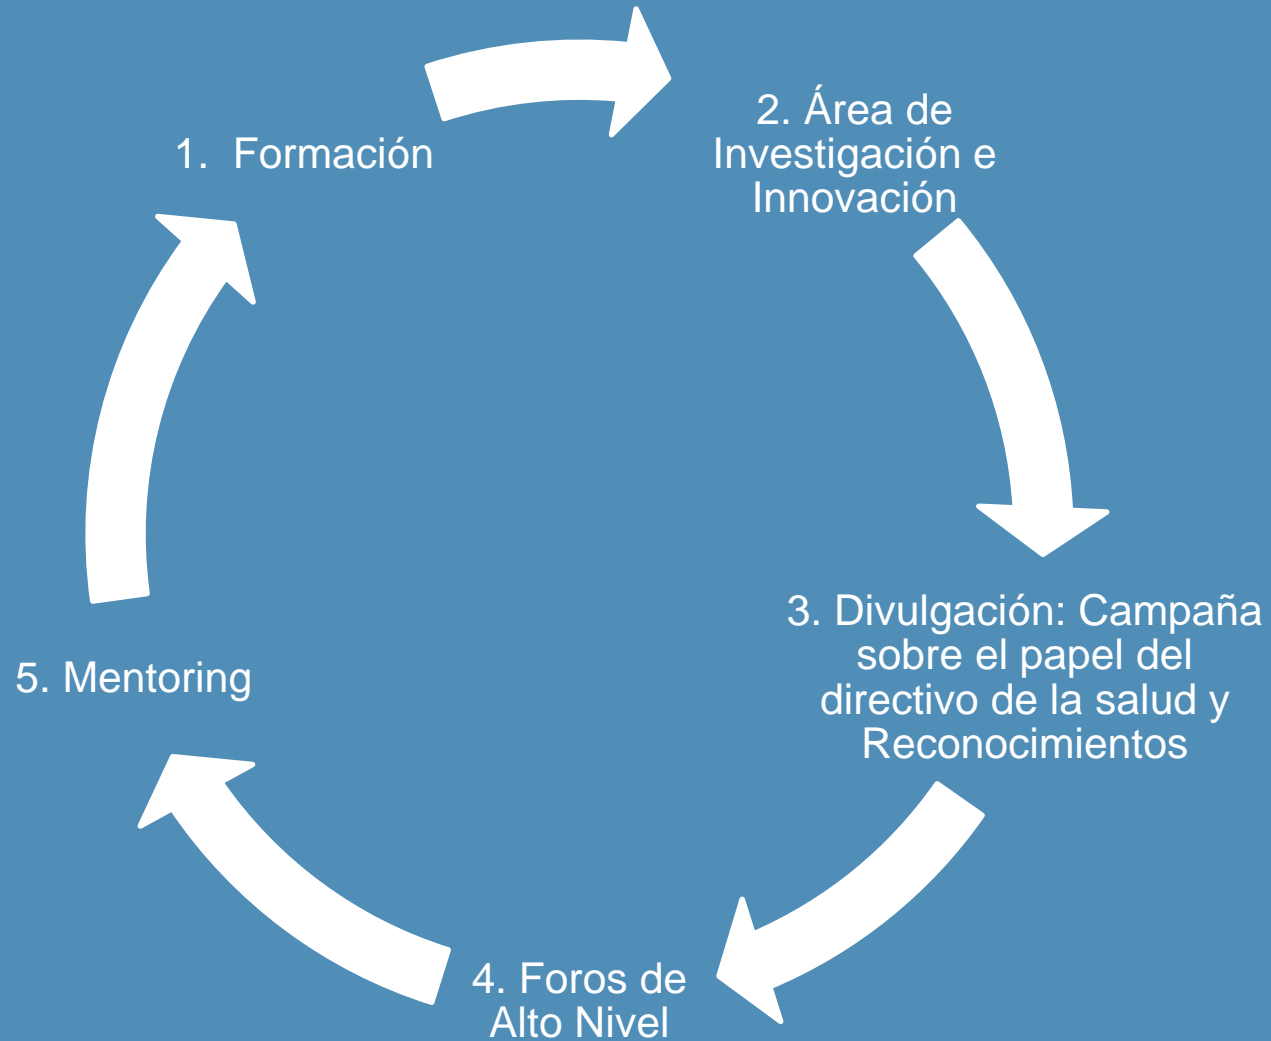 1. Formación
2. Área de
Investigación e
Innovación
3. Divulgación: Campaña
sobre el papel del
directivo de la salud y
Reconocimientos
4. Foros de
Alto Nivel
5. Mentoring